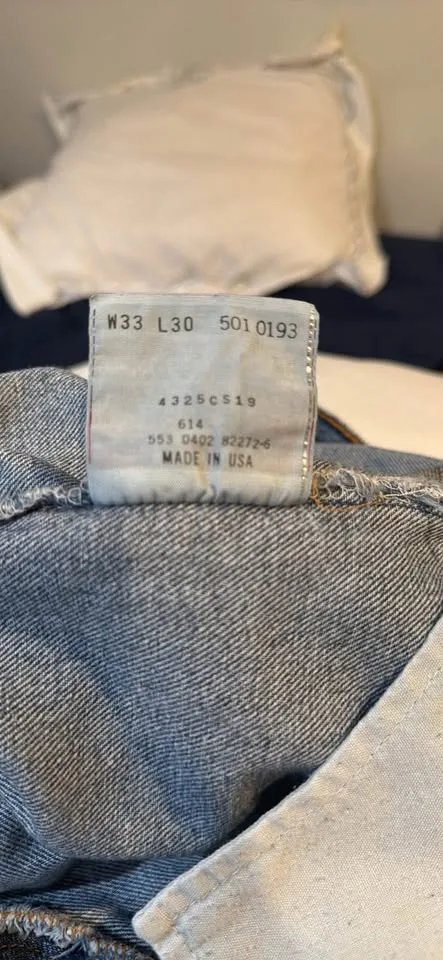 W33 L30 501 0193
4325CS19
614
553 0402 82272-6
MADE IN USA